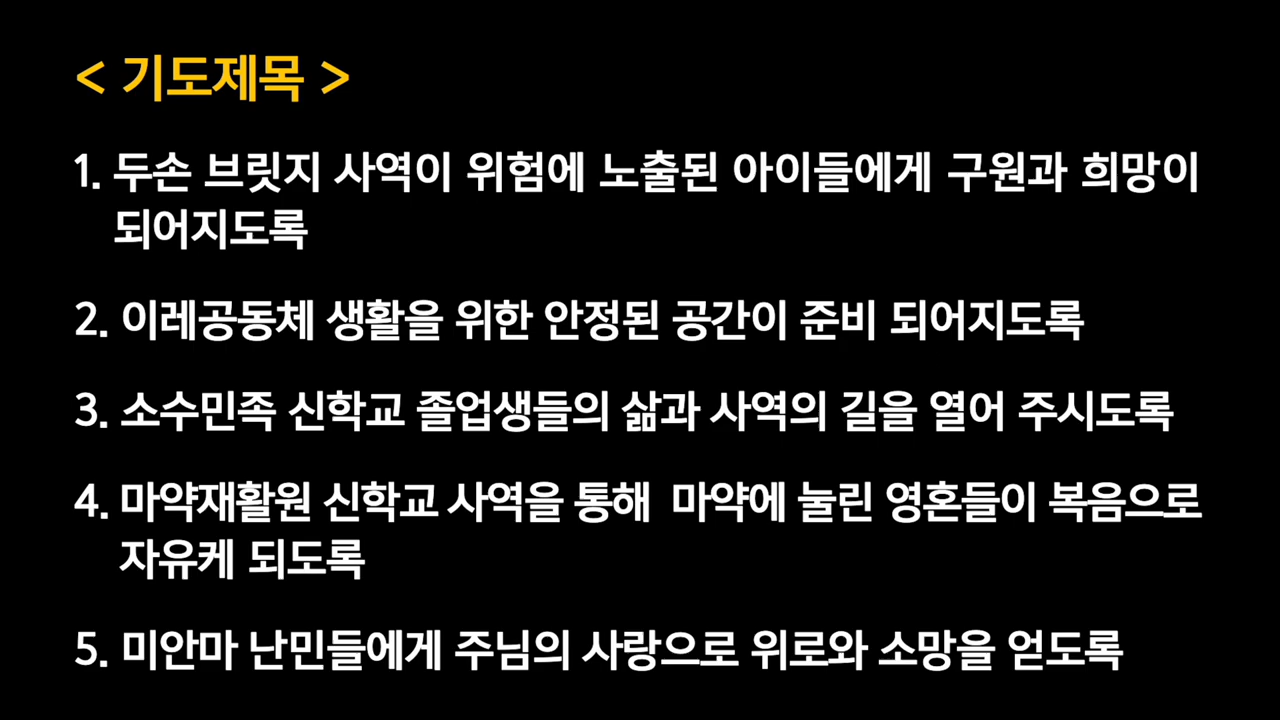 < 기도제목 >
1. 두손 브릿지 사역이 위험에 노출된 아이들에게 구원과 희망이
되어지도록
2. 이레공동체 생활을 위한 안정된 공간이 준비 되어지도록
3. 소수민족 신학교 졸업생들의 삶과 사역의 길을 열어 주시도록
4. 마약재활원 신학교 사역을 통해  마약에 눌린 영혼들이 복음으로
자유케 되도록
5. 미안마 난민들에게 주님의 사랑으로 위로와 소망을 얻도록